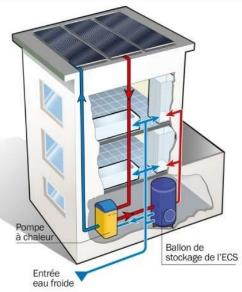 Pompe
à chaleur
Ballon de
stockage de l'ECS
Entrée
eau froide